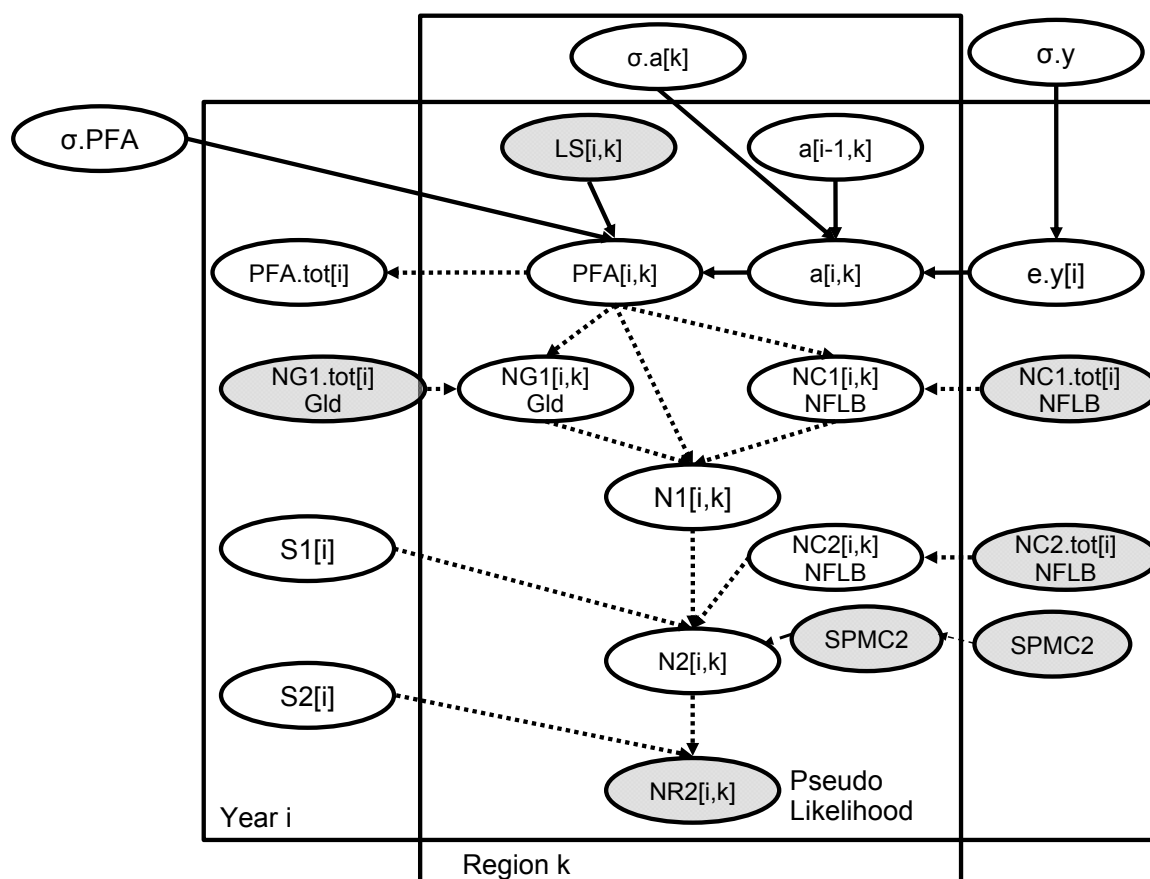 σ.a[k]
σ.y
σ.PFA
LS[i,k]
a[i-1,k]
PFA.tot[i]
PFA[i,k]
a[i,k]
e.y[i]
NG1.tot[i]
Gld
NG1[i,k]
Gld
NC1[i,k]
NFLB
NC1.tot[i]
NFLB
N1[i,k]
S1[i]
NC2[i,k]
NFLB
NC2.tot[i]
NFLB
SPMC2
SPMC2
N2[i,k]
S2[i]
NR2[i,k]
Pseudo
Likelihood
Year i
Region k